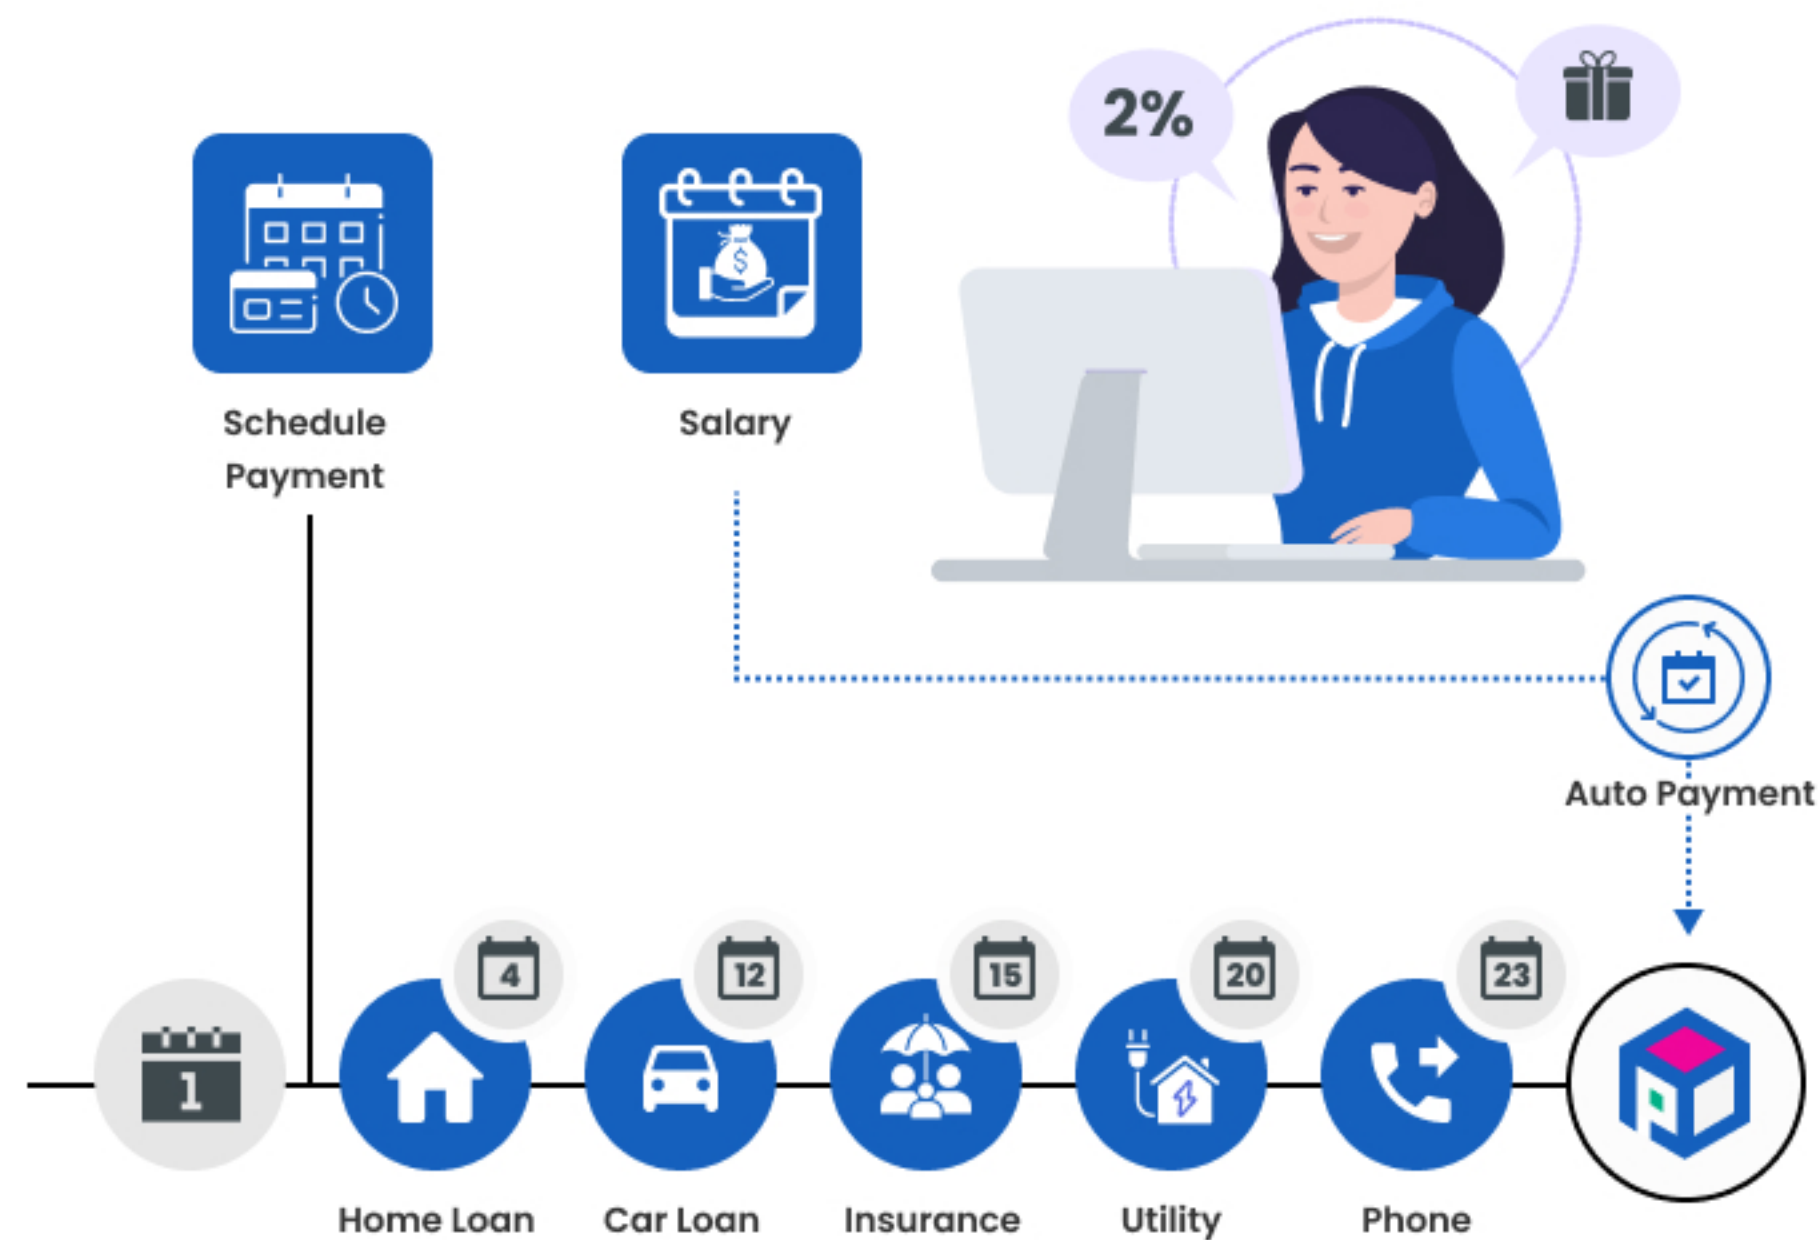 2%
Schedule
Payment
Salary
$
Auto Payment
4
12
15
20
23
1
Home Loan
Car Loan
Insurance
Utility
Phone